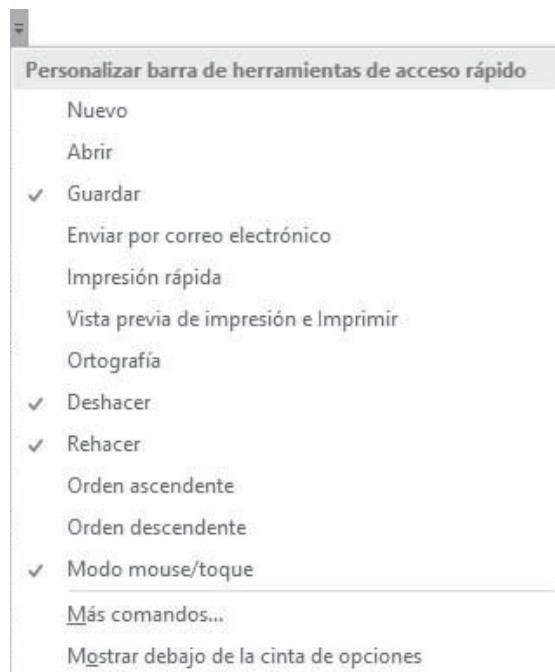 Personalizar barra de herramientas de acceso rápido
Nuevo
Abrir
Guardar
Enviar por correo electrónico
Impresión rápida
Vista previa de impresión e Imprimir
Ortografía
Deshacer
Rehacer
Orden ascendente
Orden descendente
Modo mouse/toque
Más comandos...
Mostrar debajo de la cinta de opciones